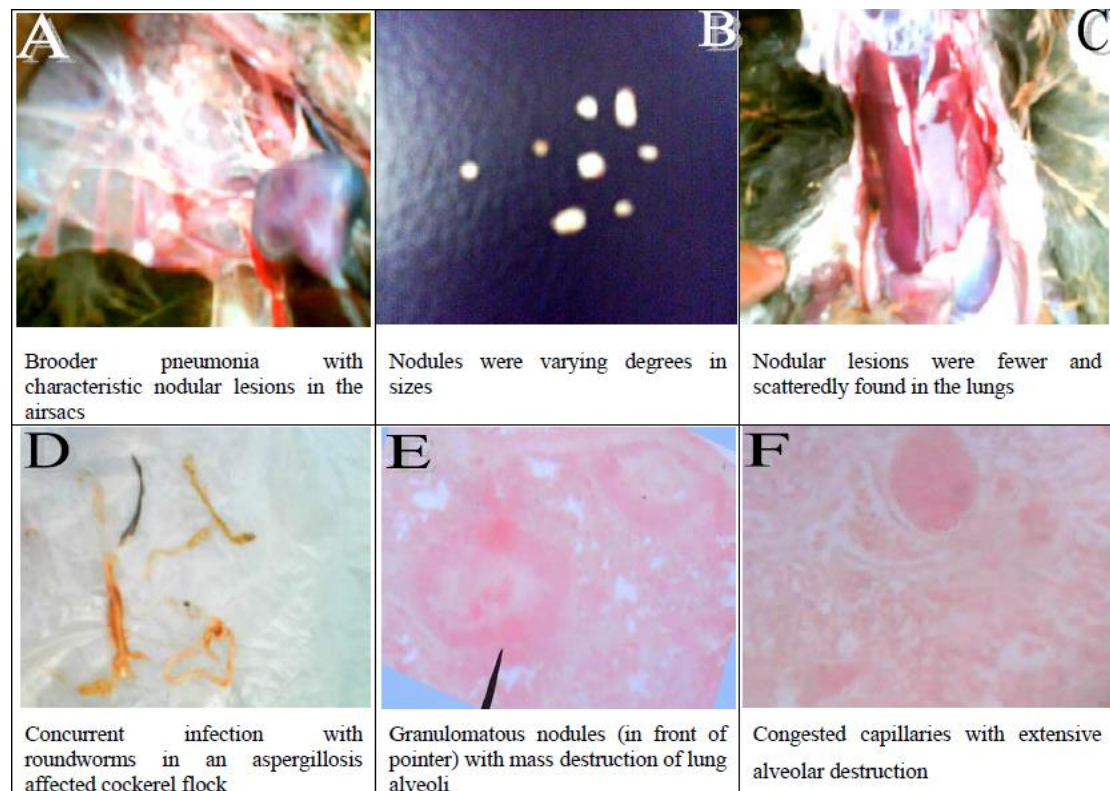 A
B
C
Brooder pneumonia with
characteristic nodular lesions in the
airsacs
Nodules were varying degrees in
sizes
Nodular lesions were fewer and
scatteredly found in the lungs
D
E
F
Concurrent infection with
roundworms in an aspergillosis
affected cockerel flock
Granulomatous nodules (in front of
pointer) with mass destruction of lung
alveoli
Congested capillaries with extensive
alveolar destruction